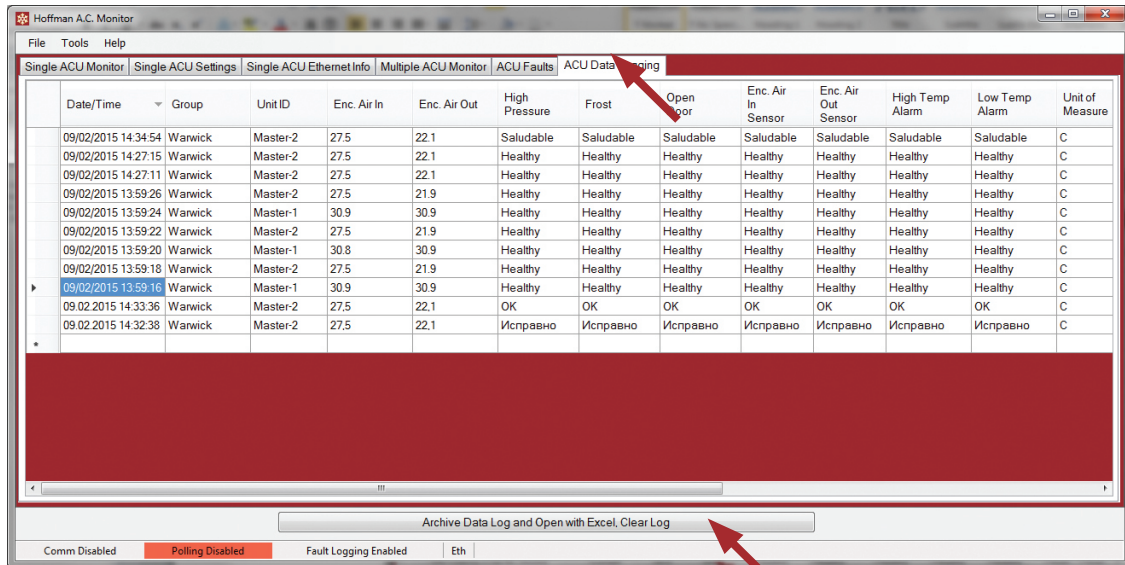 Hoffman A.C. Monitor
File Tools Help
Single ACU Monitor Single ACU Settings Single ACU Ethernet Info Multiple ACU Monitor ACU Faults ACU Data
Date/Time Group Unit ID Enc. Air In Enc. Air Out High Pressure Frost Open Enc. Air In Sensor Enc. Air Out Sensor High Temp Alarm Low Temp Alarm Unit of Measure
09/02/2015 14:34:54 Warwick Master-2 27.5 22.1 Saludable Saludable Saludable Saludable Saludable Saludable Saludable C
09/02/2015 14:27:15 Warwick Master-2 27.5 22.1 Healthy Healthy Healthy Healthy Healthy Healthy Healthy C
09/02/2015 14:27:11 Warwick Master-2 27.5 22.1 Healthy Healthy Healthy Healthy Healthy Healthy Healthy C
09/02/2015 13:59:26 Warwick Master-2 27.5 21.9 Healthy Healthy Healthy Healthy Healthy Healthy Healthy C
09/02/2015 13:59:24 Warwick Master-1 30.9 30.9 Healthy Healthy Healthy Healthy Healthy Healthy Healthy C
09/02/2015 13:59:22 Warwick Master-2 27.5 21.9 Healthy Healthy Healthy Healthy Healthy Healthy Healthy C
09/02/2015 13:59:20 Warwick Master-1 30.8 30.9 Healthy Healthy Healthy Healthy Healthy Healthy Healthy C
09/02/2015 13:59:18 Warwick Master-2 27.5 21.9 Healthy Healthy Healthy Healthy Healthy Healthy Healthy C
09/02/2015 13:59:16 Warwick Master-1 30.9 30.9 Healthy Healthy Healthy Healthy Healthy Healthy Healthy C
09.02.2015 14:33:36 Warwick Master-2 27,5 22,1 OK OK OK OK OK OK OK C
09.02.2015 14:32:38 Warwick Master-2 27,5 22,1 Исправно Исправно Исправно Исправно Исправно Исправно Исправно C
Archive Data Log and Open with Excel, Clear Log
Comm Disabled Polling Disabled Fault Logging Enabled Eth